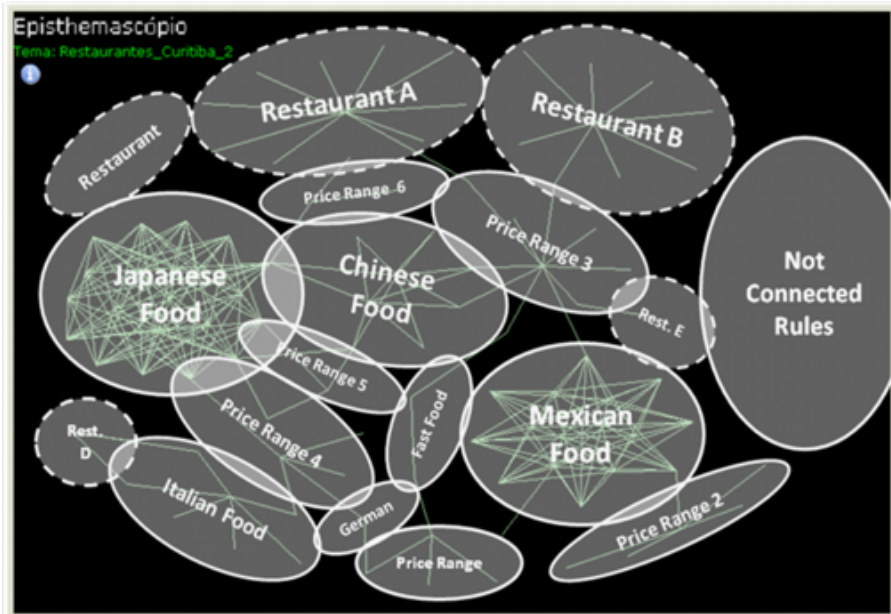 Episthemascópio
Tema: Restaurantes_Curitiba_2
i
Restaurant A
Restaurant B
Restaurant
Price Range 6
Price Range 3
Japanese
Food
Chinese
Food
Not
Connected
Rules
Rest. E
Price Range 5
Price Range 4
Fast Food
Mexican
Food
Rest.
D
Italian Food
German
Price Range 2
Price Range